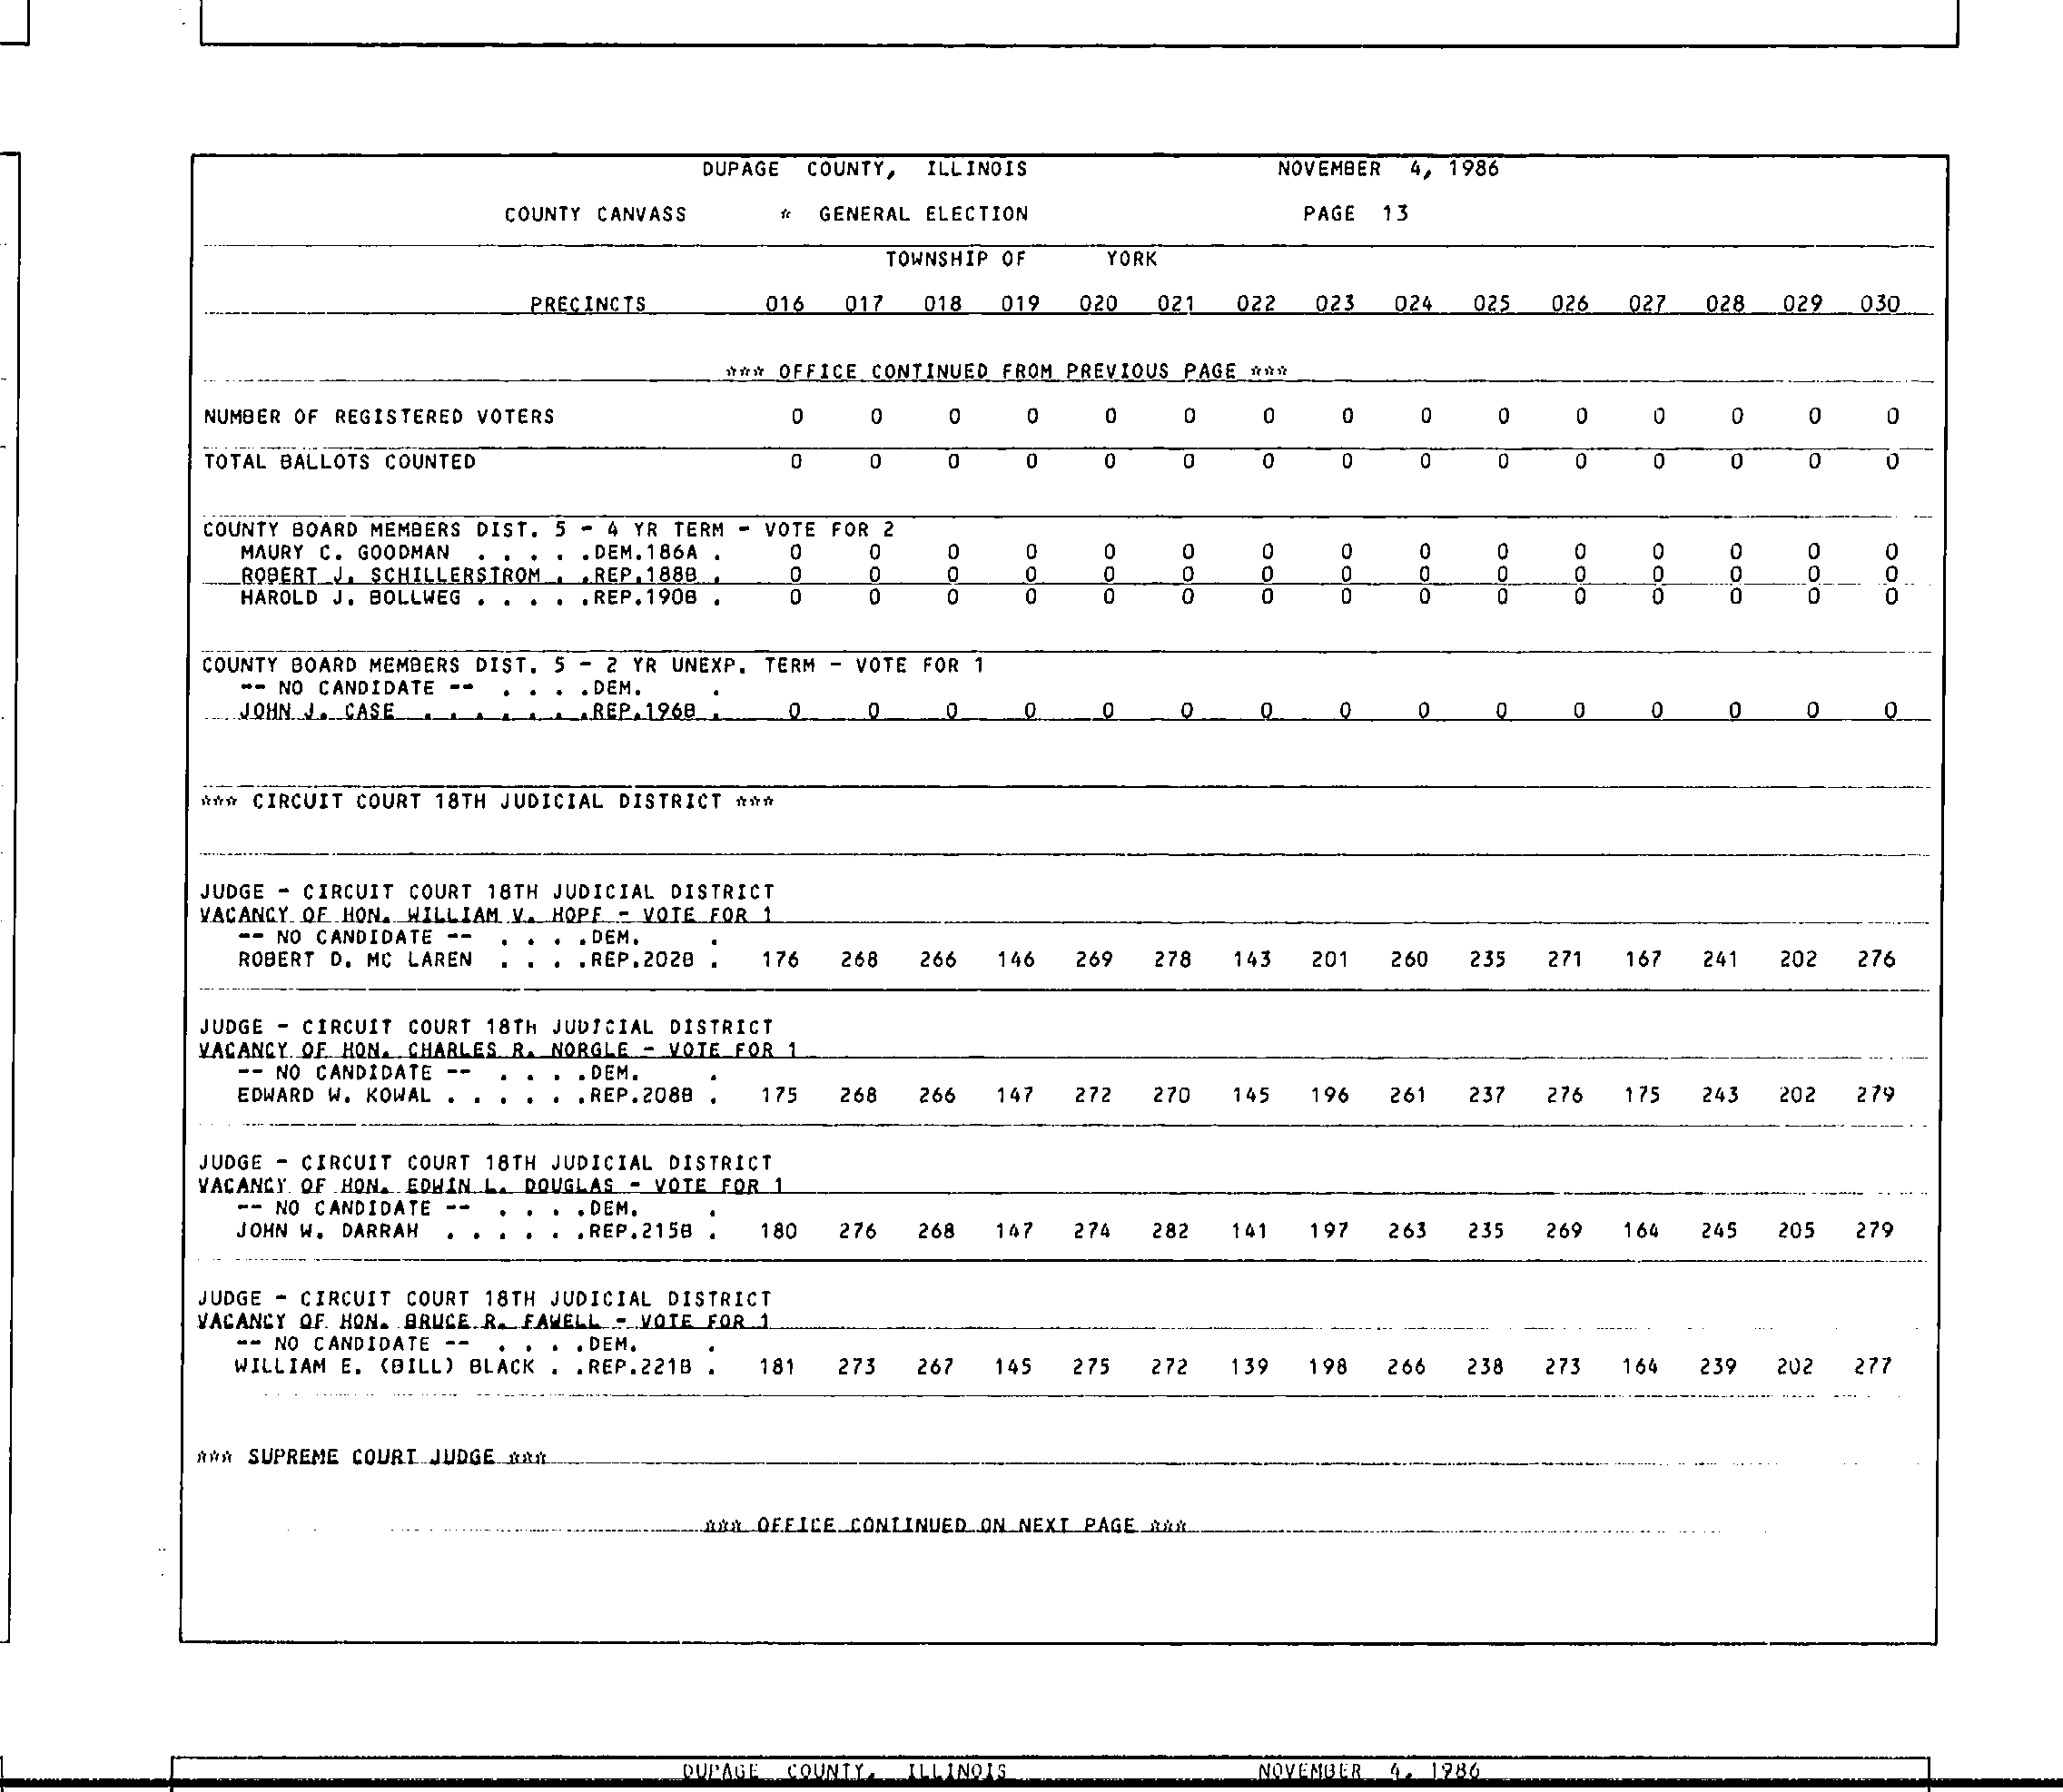 DUPAGE COUNTY, ILLINOIS NOVEMBER 4, 1986
COUNTY CANVASS * GENERAL ELECTION PAGE 13
TOWNSHIP OF YORK
PRECINCTS 016 017 018 019 020 021 022 023 024 025 026 027 028 029 030
*** OFFICE CONTINUED FROM PREVIOUS PAGE ***
NUMBER OF REGISTERED VOTERS 0 0 0 0 0 0 0 0 0 0 0 0 0 0 0
TOTAL BALLOTS COUNTED 0 0 0 0 0 0 0 0 0 0 0 0 0 0 0
COUNTY BOARD MEMBERS DIST. 5 - 4 YR TERM - VOTE FOR 2
MAURY C. GOODMAN . . . . .DEM.186A . 0 0 0 0 0 0 0 0 0 0 0 0 0 0 0
ROBERT J. SCHILLERSTROM . .REP.188B . 0 0 0 0 0 0 0 0 0 0 0 0 0 0 0
HAROLD J. BOLLWEG . . . . .REP.190B . 0 0 0 0 0 0 0 0 0 0 0 0 0 0 0
COUNTY BOARD MEMBERS DIST. 5 - 2 YR UNEXP. TERM - VOTE FOR 1
-- NO CANDIDATE -- . . . .DEM. .
JOHN J. CASE . . . . . . .REP.196B . 0 0 0 0 0 0 0 0 0 0 0 0 0 0 0
*** CIRCUIT COURT 18TH JUDICIAL DISTRICT ***
JUDGE - CIRCUIT COURT 18TH JUDICIAL DISTRICT
VACANCY OF HON. WILLIAM V. HOPF - VOTE FOR 1
-- NO CANDIDATE -- . . . .DEM. .
ROBERT D. MC LAREN . . . .REP.202B . 176 268 266 146 269 278 143 201 260 235 271 167 241 202 276
JUDGE - CIRCUIT COURT 18TH JUDICIAL DISTRICT
VACANCY OF HON. CHARLES R. NORGLE - VOTE FOR 1
-- NO CANDIDATE -- . . . .DEM. .
EDWARD W. KOWAL . . . . . .REP.208B . 175 268 266 147 272 270 145 196 261 237 276 175 243 202 279
JUDGE - CIRCUIT COURT 18TH JUDICIAL DISTRICT
VACANCY OF HON. EDWIN L. DOUGLAS - VOTE FOR 1
-- NO CANDIDATE -- . . . .DEM. .
JOHN W. DARRAH . . . . . .REP.215B . 180 276 268 147 274 282 141 197 263 235 269 164 245 205 279
JUDGE - CIRCUIT COURT 18TH JUDICIAL DISTRICT
VACANCY OF HON. BRUCE R. FAWELL - VOTE FOR 1
-- NO CANDIDATE -- . . . .DEM. .
WILLIAM E. (BILL) BLACK . .REP.221B . 181 273 267 145 275 272 139 198 266 238 273 164 239 202 277
*** SUPREME COURT JUDGE ***
*** OFFICE CONTINUED ON NEXT PAGE ***
DUPAGE COUNTY, ILLINOIS NOVEMBER 4, 1986